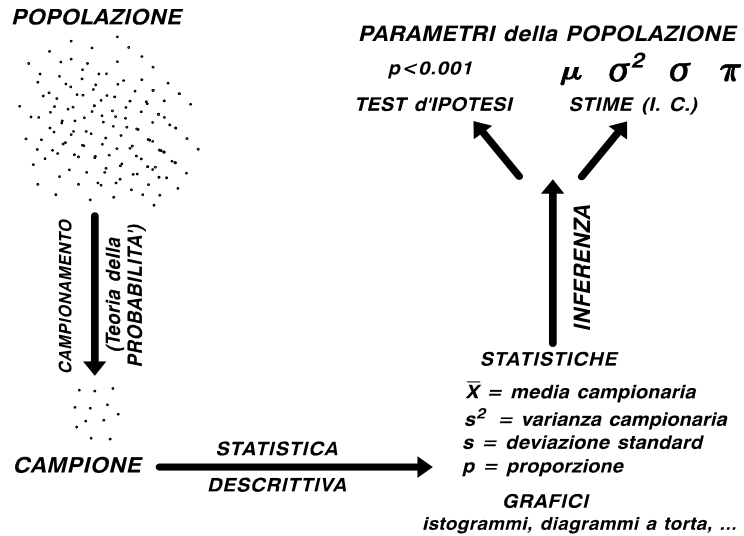 POPOLAZIONE
PARAMETRI della POPOLAZIONE
p<0.001
μ σ² σ π
TEST d'IPOTESI
STIME (I. C.)
CAMPIONAMENTO
(Teoria della
PROBABILITA')
INFERENZA
STATISTICHE
X̅ = media campionaria
s² = varianza campionaria
s = deviazione standard
p = proporzione
CAMPIONE
STATISTICA
DESCRITTIVA
GRAFICI
istogrammi, diagrammi a torta, ...